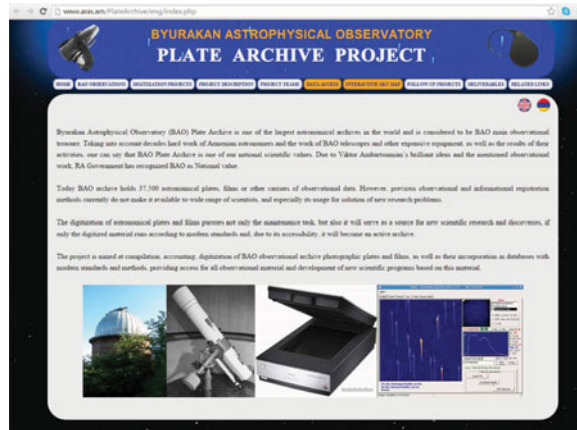 www.aras.am/PlateArchive/eng/index.php
BYURAKAN ASTROPHYSICAL OBSERVATORY
PLATE ARCHIVE PROJECT
HOME BAO OBSERVATIONS DIGITIZATION PROJECTS PROJECT DESCRIPTION PROJECT TEAMS DATA ACCESS INTERACTIVE SKY MAP FOLLOW UP PROJECTS DELIVERABLES RELATED LINKS
Byurakan Astrophysical Observatory (BAO) Plate Archive is one of the largest astronomical archives in the world and is considered to be BAO main observational
treasure. Taking into account decades hard work of Armenian astronomers and the work of BAO telescopes and other expensive equipment, as well as the results of their
activities, one can say that BAO Plate Archive is one of our national scientific values. Due to Viktor Ambartsumian's brilliant ideas and the mentioned observational
work, RA Government has recognized BAO as National value.
Today BAO archive holds 37,500 astronomical plates, films or other carriers of observational data. However, previous observational and informational registration
methods currently do not make it available to wide range of scientists, and especially its usage for solution of new research problems.
The digitization of astronomical plates and films pursues not only the maintenance task, but also it will serve as a source for new scientific research and discoveries, if
only the digitized material runs according to modern standards and, due to its accessibility, it will become an active archive.
The project is aimed at compilation, accounting, digitization of BAO observational archive photographic plates and films, as well as their incorporation in databases with
modern standards and methods, providing access for all observational material and development of new scientific programs based on this material.